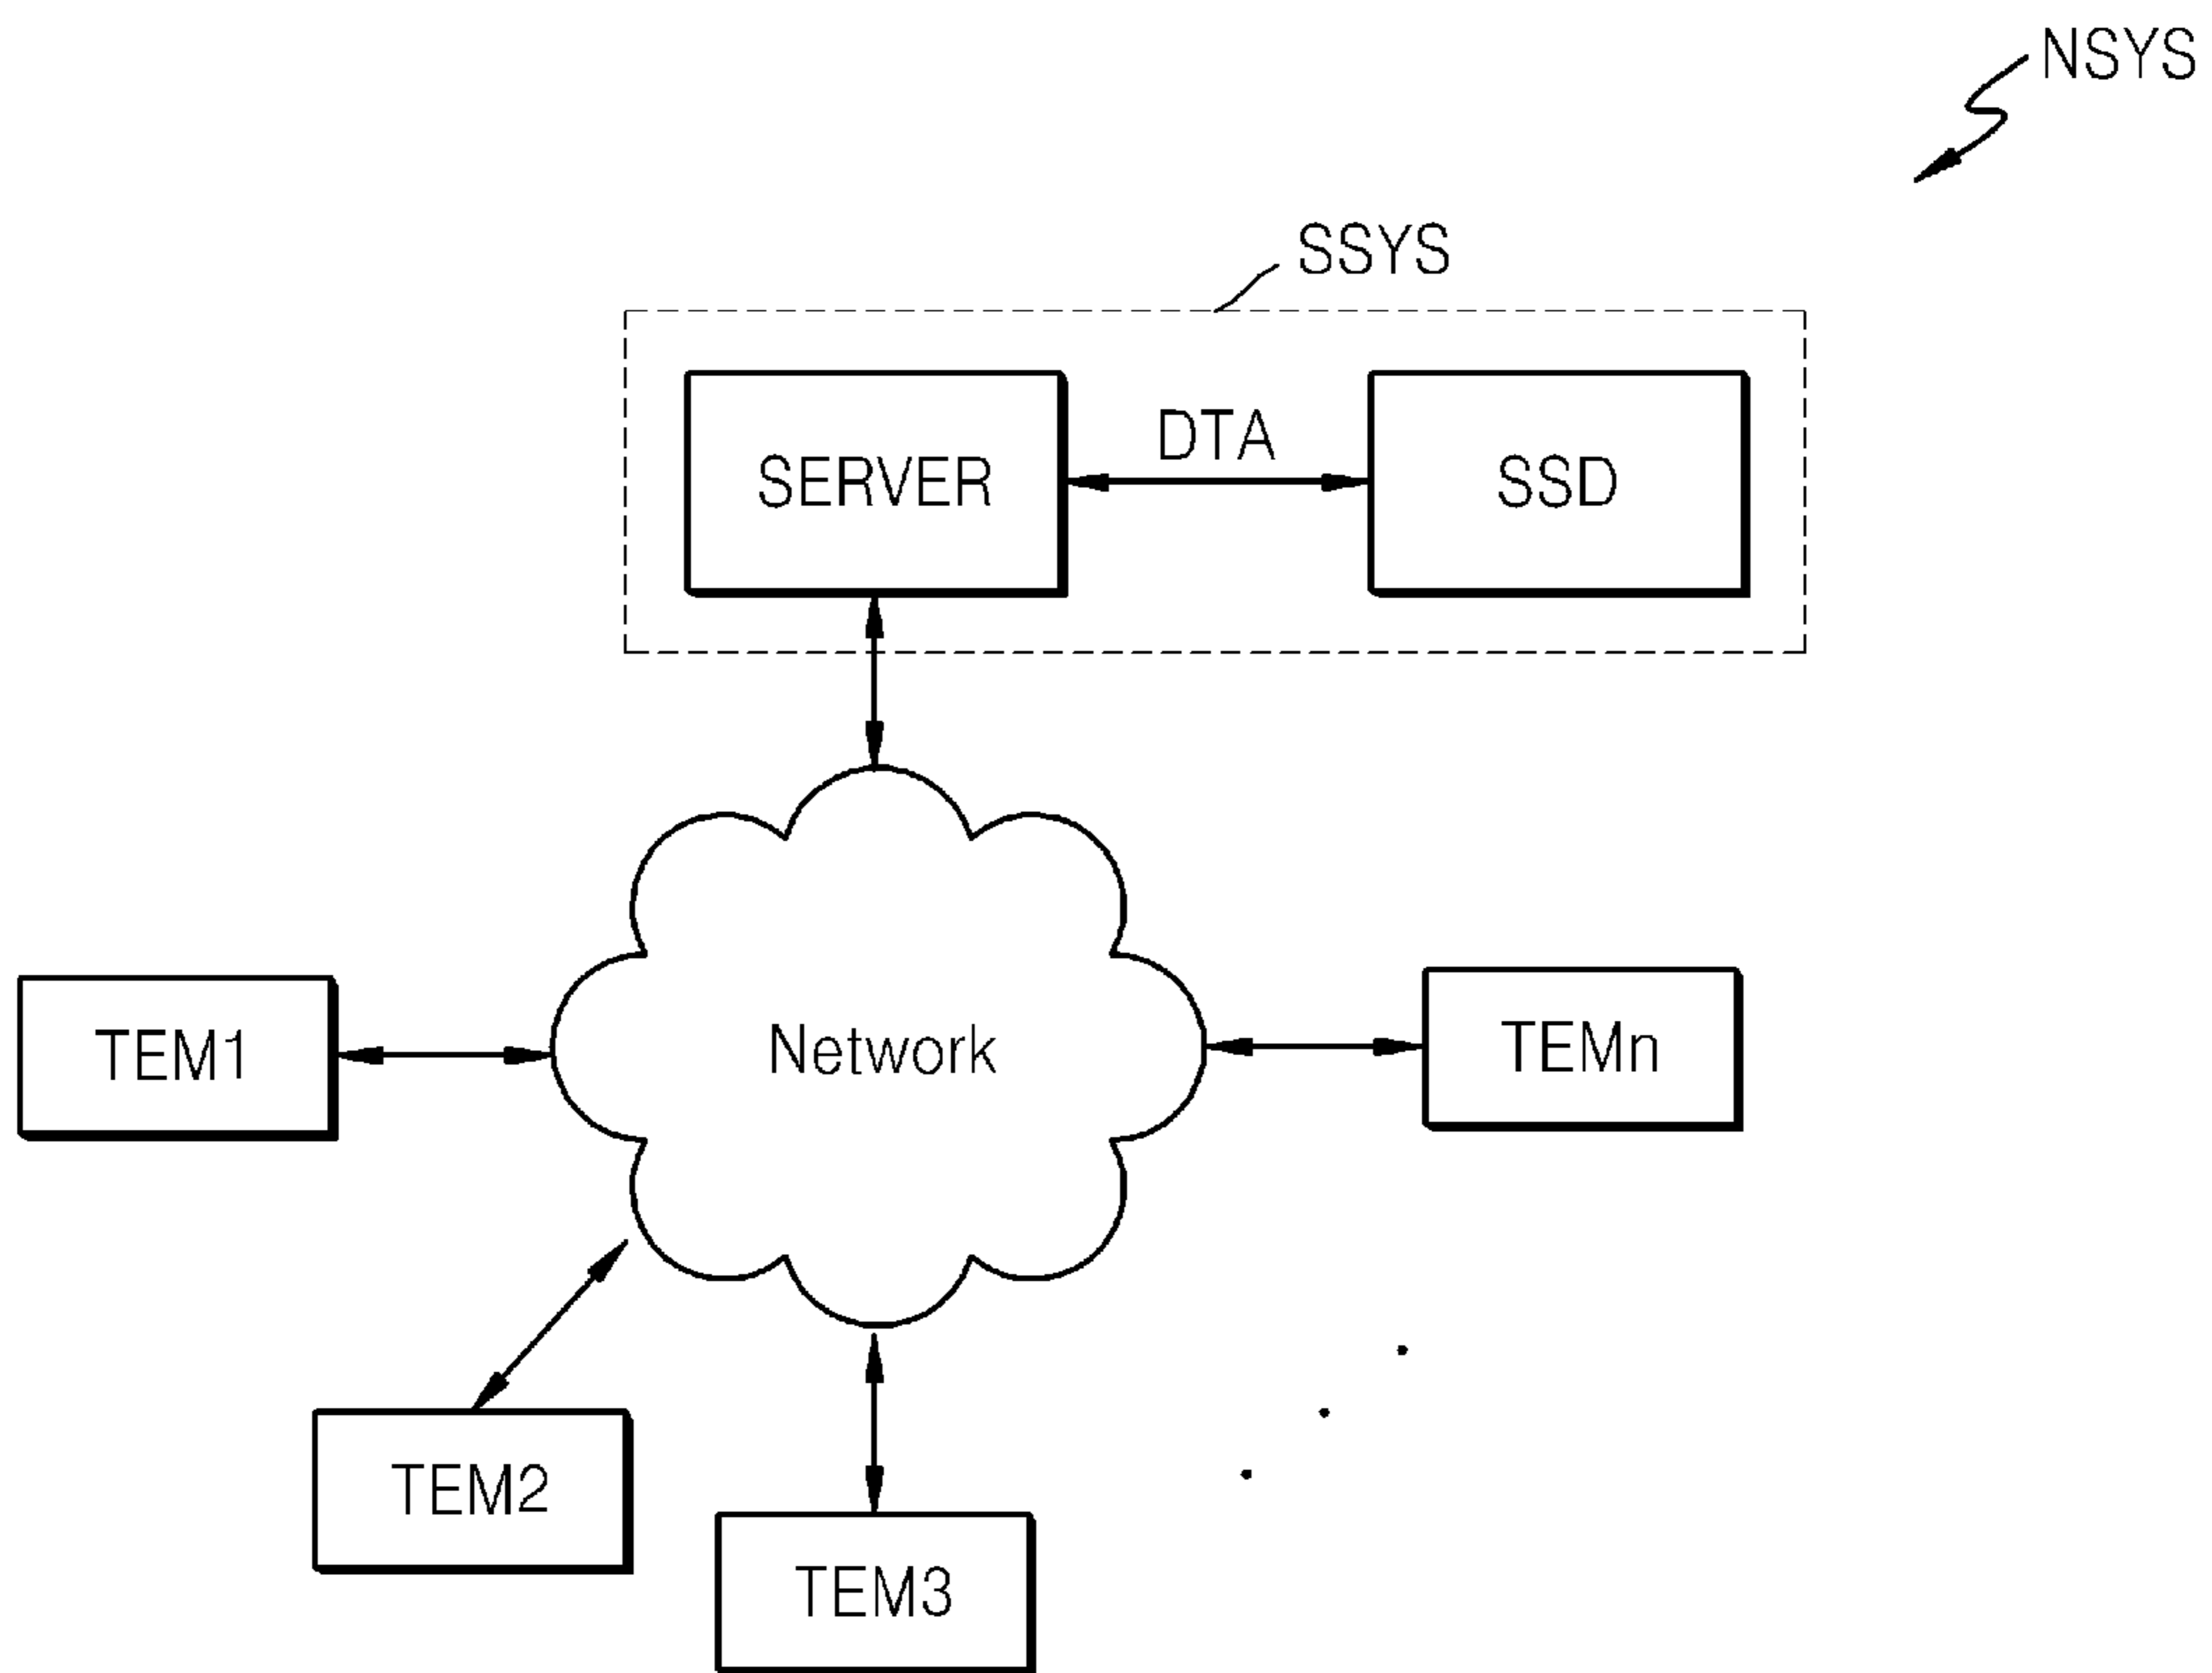 NSYS
SSYS
DTA
SERVER
SSD
Network
TEM1
TEMn
TEM2
TEM3